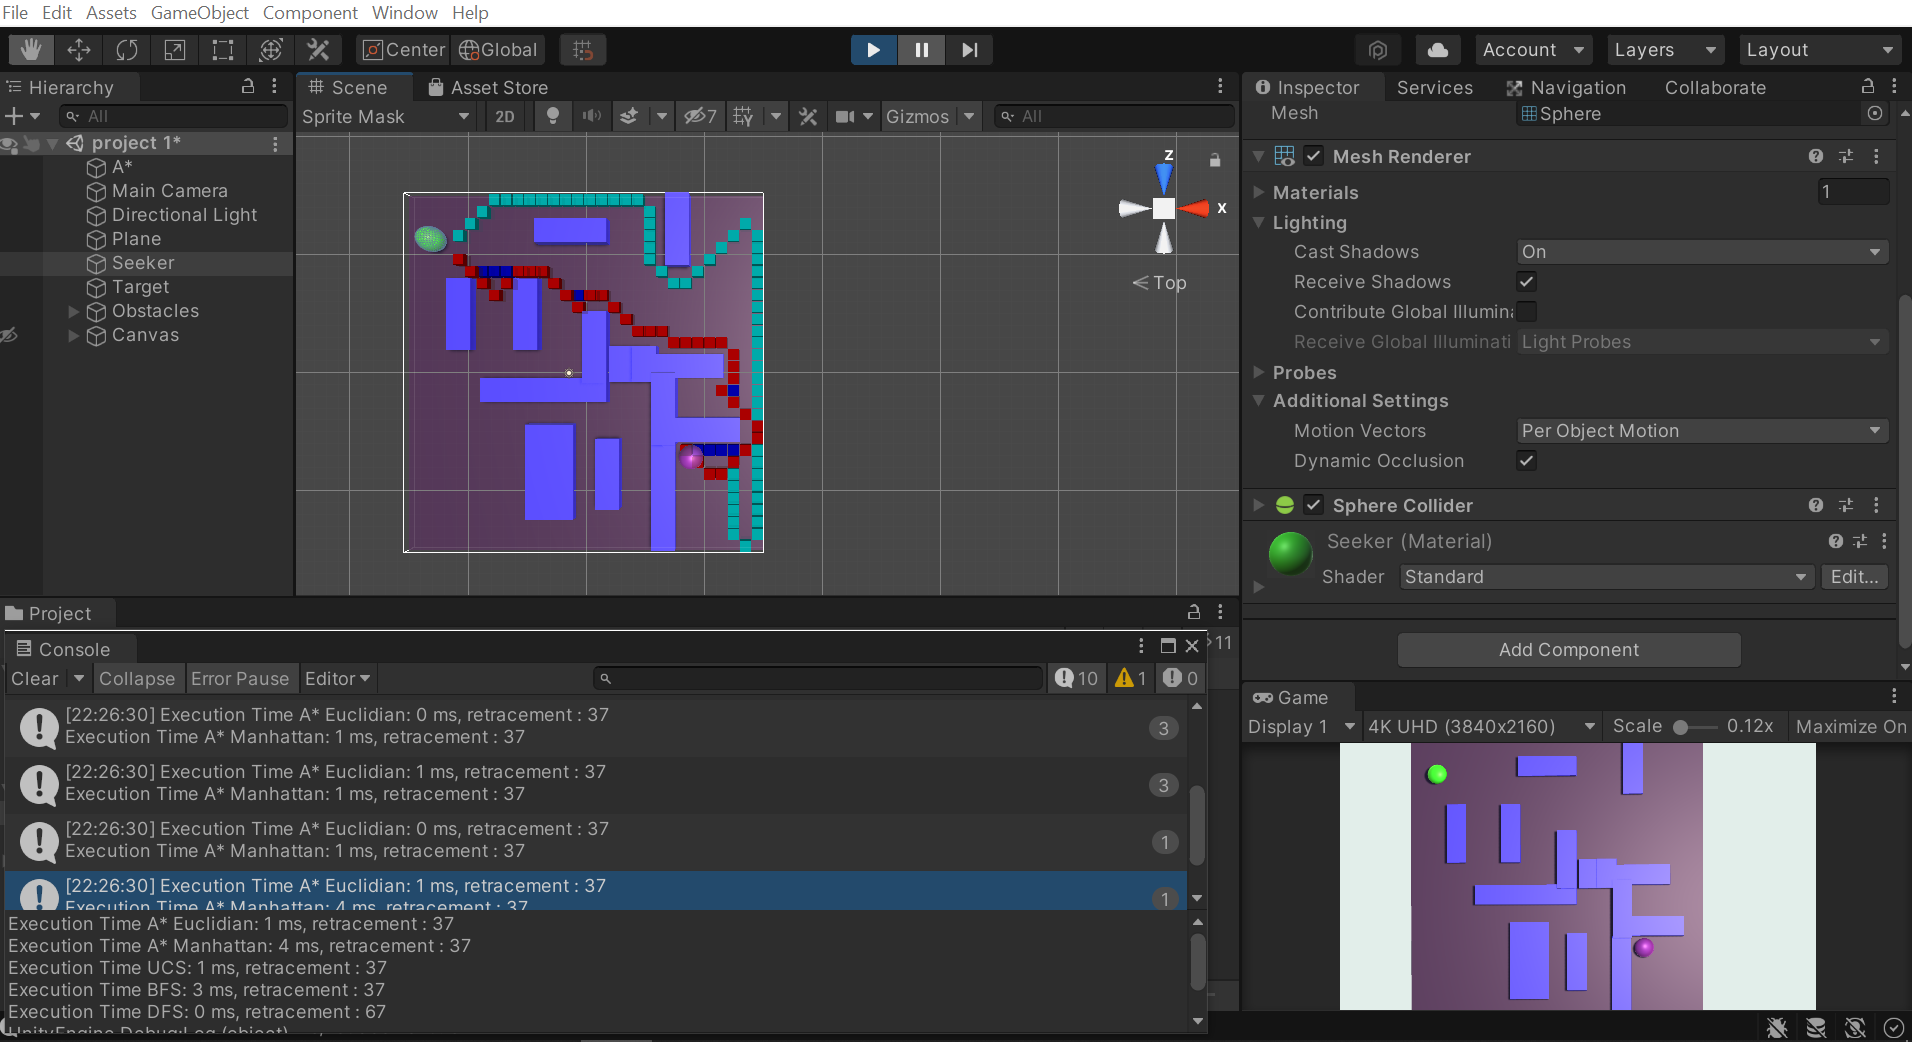 File Edit Assets GameObject Component Window Help
Center Global Account Layers Layout
Hierarchy
All
project 1*
A*
Main Camera
Directional Light
Plane
Seeker
Target
Obstacles
Canvas
Scene Asset Store
Sprite Mask 2D 7 Gizmos All
z
x
Top
Inspector Services Navigation Collaborate
Mesh Sphere
Mesh Renderer
Materials 1
Lighting
Cast Shadows On
Receive Shadows
Contribute Global Illumina
Receive Global Illuminati Light Probes
Probes
Additional Settings
Motion Vectors Per Object Motion
Dynamic Occlusion
Sphere Collider
Seeker (Material)
Shader Standard Edit...
Add Component
Project
11
Console
Clear Collapse Error Pause Editor 10 1 0
[22:26:30] Execution Time A* Euclidian: 0 ms, retracement : 37
Execution Time A* Manhattan: 1 ms, retracement : 37
3
[22:26:30] Execution Time A* Euclidian: 1 ms, retracement : 37
Execution Time A* Manhattan: 1 ms, retracement : 37
3
[22:26:30] Execution Time A* Euclidian: 0 ms, retracement : 37
Execution Time A* Manhattan: 1 ms, retracement : 37
1
[22:26:30] Execution Time A* Euclidian: 1 ms, retracement : 37
Execution Time A* Manhattan: 4 ms, retracement : 37
1
Execution Time A* Euclidian: 1 ms, retracement : 37
Execution Time A* Manhattan: 4 ms, retracement : 37
Execution Time UCS: 1 ms, retracement : 37
Execution Time BFS: 3 ms, retracement : 37
Execution Time DFS: 0 ms, retracement : 67
UnityEngine.Debug:Log (object)
Game
Display 1 4K UHD (3840x2160) Scale 0.12x Maximize On